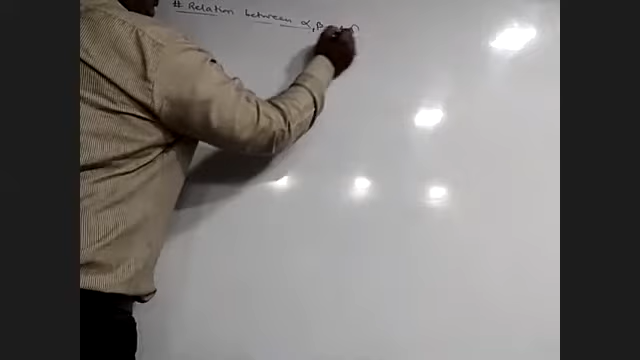 # Relation between α, β